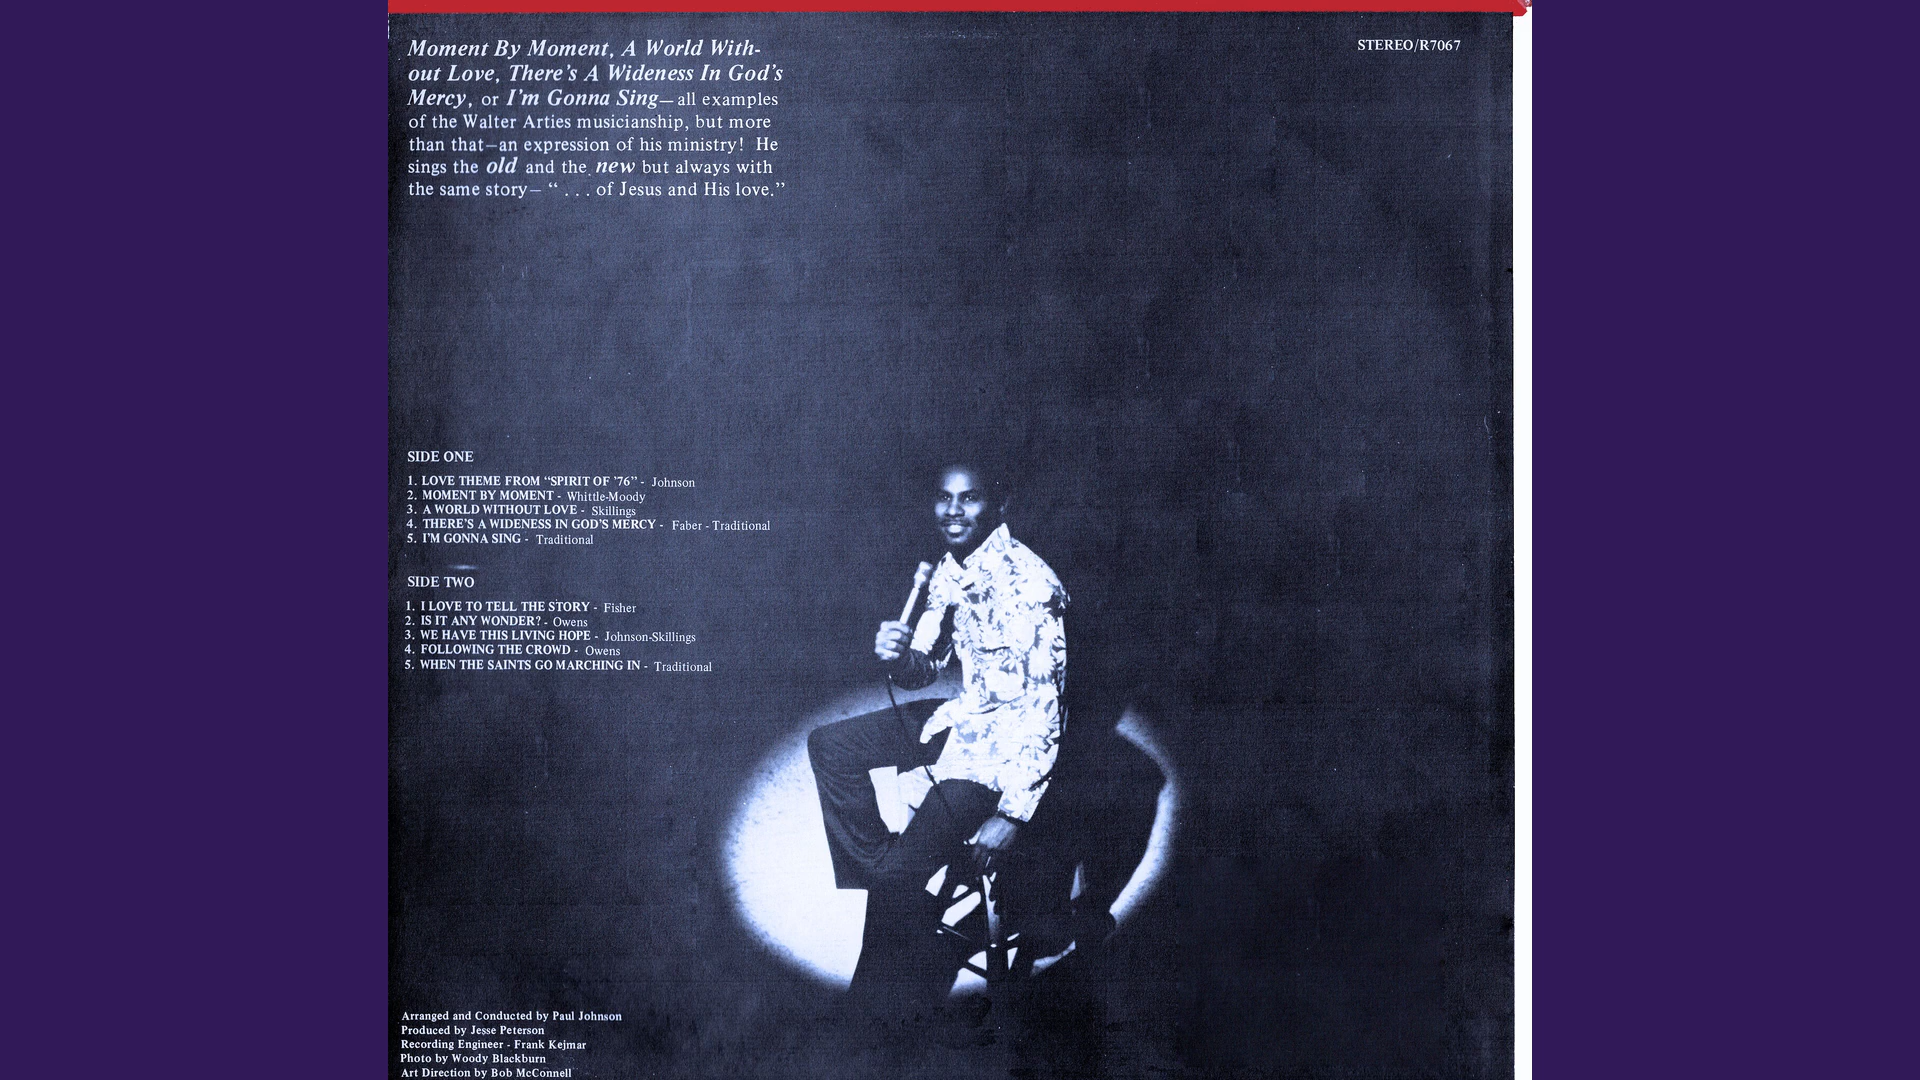 Moment By Moment, A World With-
out Love, There's A Wideness In God's
Mercy, or I'm Gonna Sing—all examples
of the Walter Arties musicianship, but more
than that—an expression of his ministry! He
sings the old and the new but always with
the same story— “ . . . of Jesus and His love.”
STEREO/R7067
SIDE ONE
1. LOVE THEME FROM “SPIRIT OF '76” - Johnson
2. MOMENT BY MOMENT - Whittle-Moody
3. A WORLD WITHOUT LOVE - Skillings
4. THERE'S A WIDENESS IN GOD'S MERCY - Faber - Traditional
5. I'M GONNA SING - Traditional
SIDE TWO
1. I LOVE TO TELL THE STORY - Fisher
2. IS IT ANY WONDER? - Owens
3. WE HAVE THIS LIVING HOPE - Johnson-Skillings
4. FOLLOWING THE CROWD - Owens
5. WHEN THE SAINTS GO MARCHING IN - Traditional
Arranged and Conducted by Paul Johnson
Produced by Jesse Peterson
Recording Engineer - Frank Kejmar
Photo by Woody Blackburn
Art Direction by Bob McConnell